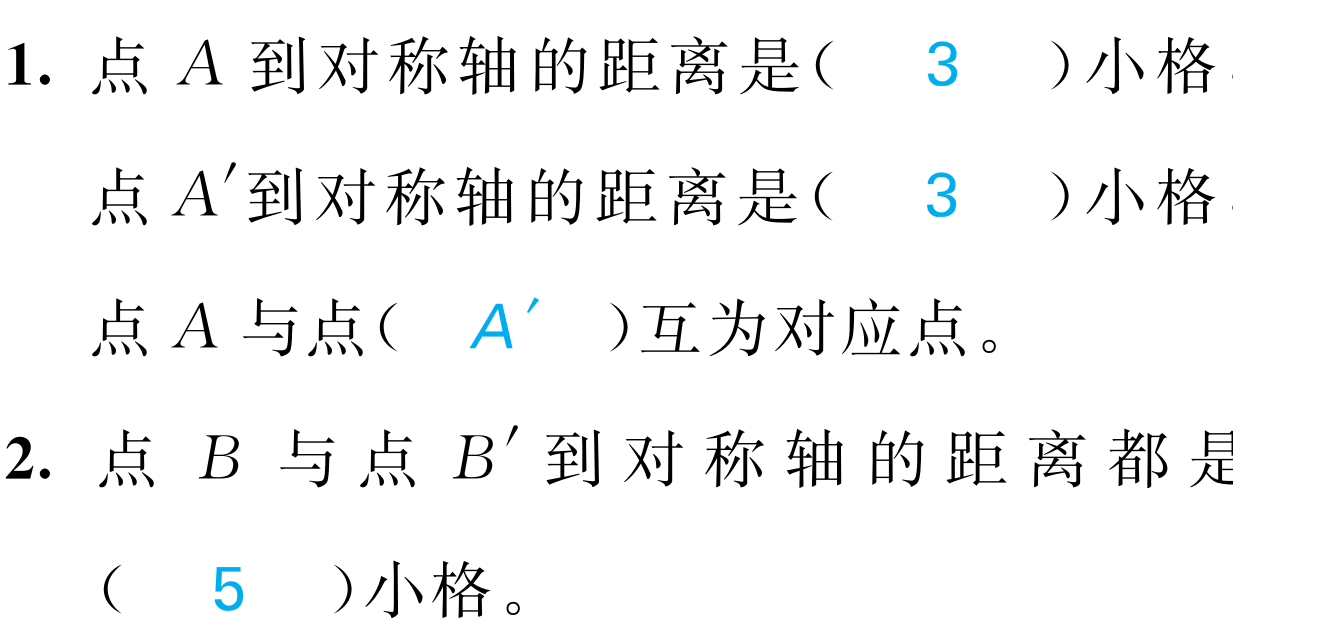 1. 点 A 到对称轴的距离是( 3 )小格
点 A′到对称轴的距离是( 3 )小格
点 A 与点( A′ )互为对应点。
2. 点 B 与点 B′到对称轴的距离都是
( 5 )小格。